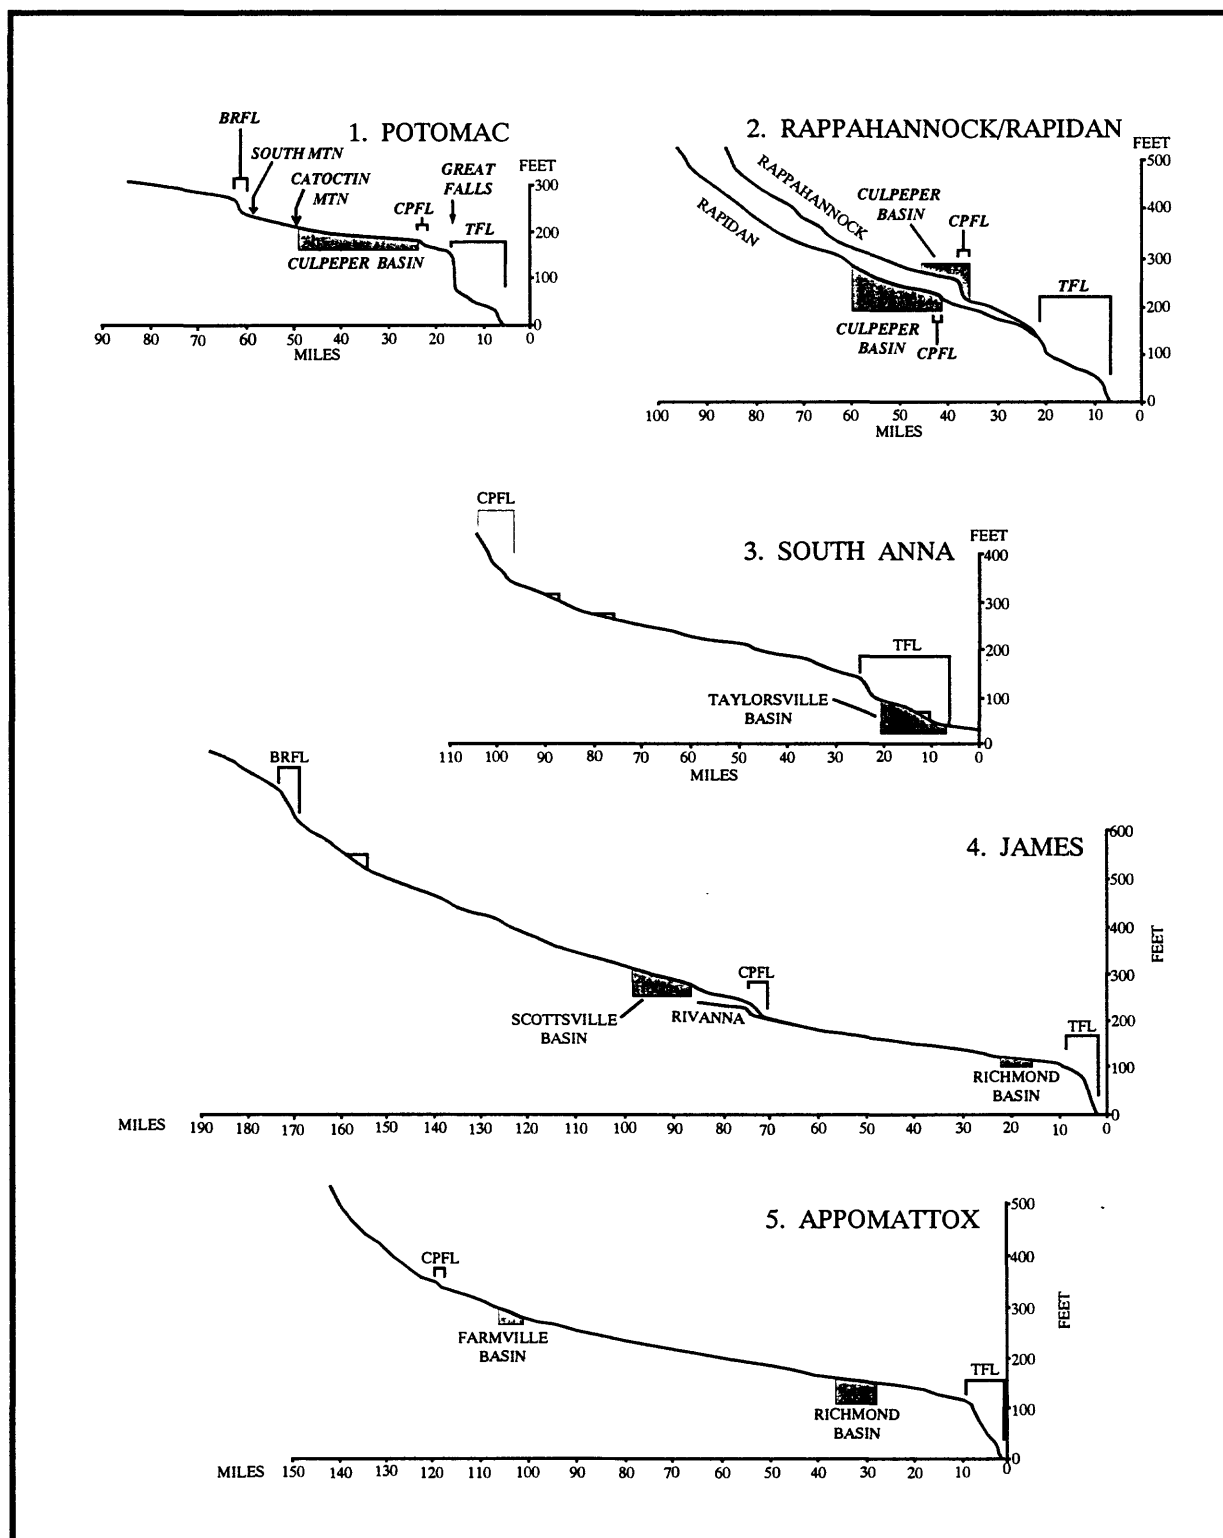 1. POTOMAC
BRFL
SOUTH MTN
CATOCTIN
MTN
GREAT
FALLS
CPFL
TFL
CULPEPER BASIN
FEET
300
200
100
0
90 80 70 60 50 40 30 20 10 0
MILES
2. RAPPAHANNOCK/RAPIDAN
FEET
500
400
300
200
100
0
RAPPAHANNOCK
RAPIDAN
CULPEPER
BASIN
CPFL
TFL
CULPEPER
BASIN
CPFL
100 90 80 70 60 50 40 30 20 10 0
MILES
3. SOUTH ANNA
CPFL
FEET
400
300
200
100
0
TFL
TAYLORSVILLE
BASIN
110 100 90 80 70 60 50 40 30 20 10 0
MILES
4. JAMES
BRFL
600
500
400
300
200
100
0
FEET
CPFL
SCOTTSVILLE
BASIN
RIVANNA
TFL
RICHMOND
BASIN
MILES 190 180 170 160 150 140 130 120 110 100 90 80 70 60 50 40 30 20 10 0
5. APPOMATTOX
500
400
300
200
100
0
FEET
CPFL
FARMVILLE
BASIN
TFL
RICHMOND
BASIN
MILES 150 140 130 120 110 100 90 80 70 60 50 40 30 20 10 0